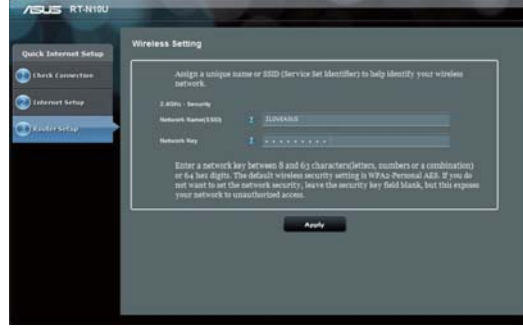 ASUS RT-N10U
Quick Internet Setup
1 Check Connection
2 Internet Setup
3 Router Setup
Wireless Setting
Assign a unique name or SSID (Service Set Identifier) to help identify your wireless
network.
2.4GHz - Security
Network Name(SSID)
ILOVEASUS
Network Key
Enter a network key between 8 and 63 characters(letters, numbers or a combination)
or 64 hex digits. The default wireless security setting is WPA2-Personal AES. If you do
not want to set the network security, leave the security key field blank, but this exposes
your network to unauthorized access.
Apply